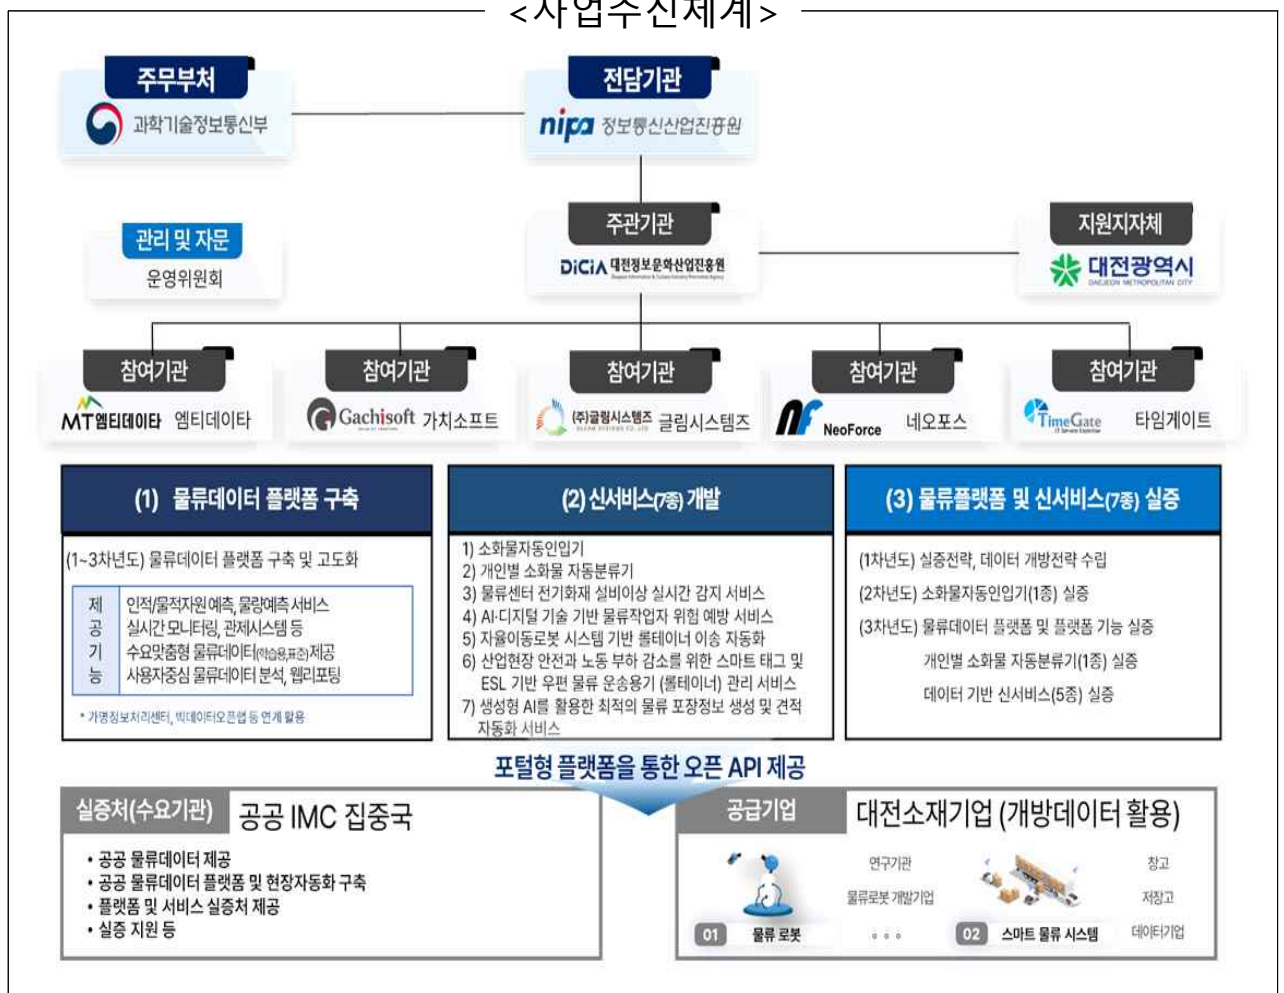 <사업추진체계>
주무부처
과학기술정보통신부
전담기관
nipa 정보통신산업진흥원
관리 및 자문
운영위원회
주관기관
DiCiA 대전정보문화산업진흥원
지원지자체
대전광역시
DAEJEON METROPOLITAN CITY
참여기관
MT엠티데이타 엠티데이타
참여기관
Gachisoft 가치소프트
참여기관
(주)글림시스템즈 글림시스템즈
참여기관
NeoForce 네오포스
참여기관
TimeGate 타임게이트
IT Service Expertise
(1) 물류데이터 플랫폼 구축
(1~3차년도) 물류데이터 플랫폼 구축 및 고도화
제공기능
인적/물적자원 예측, 물량예측 서비스
실시간 모니터링, 관제시스템 등
수요맞춤형 물류데이터(학습용,표준) 제공
사용자중심 물류데이터 분석, 웹리포팅
* 가명정보처리센터, 빅데이터오픈랩 등 연계 활용
(2) 신서비스(7종) 개발
1) 소화물자동인입기
2) 개인별 소화물 자동분류기
3) 물류센터 전기화재 설비이상 실시간 감지 서비스
4) AI·디지털 기술 기반 물류작업자 위험 예방 서비스
5) 자율이동로봇 시스템 기반 롤테이너 이송 자동화
6) 산업현장 안전과 노동 부하 감소를 위한 스마트 태그 및
ESL 기반 우편 물류 운송용기 (롤테이너) 관리 서비스
7) 생성형 AI를 활용한 최적의 물류 포장정보 생성 및 견적
자동화 서비스
(3) 물류플랫폼 및 신서비스(7종) 실증
(1차년도) 실증전략, 데이터 개방전략 수립
(2차년도) 소화물자동인입기(1종) 실증
(3차년도) 물류데이터 플랫폼 및 플랫폼 기능 실증
개인별 소화물 자동분류기(1종) 실증
데이터 기반 신서비스(5종) 실증
포털형 플랫폼을 통한 오픈 API 제공
실증처(수요기관) 공공 IMC 집중국
• 공공 물류데이터 제공
• 공공 물류데이터 플랫폼 및 현장자동화 구축
• 플랫폼 및 서비스 실증처 제공
• 실증 지원 등
공급기업 대전소재기업 (개방데이터 활용)
연구기관
물류로봇 개발기업
01 물류 로봇
창고
저장고
데이터기업
02 스마트 물류 시스템